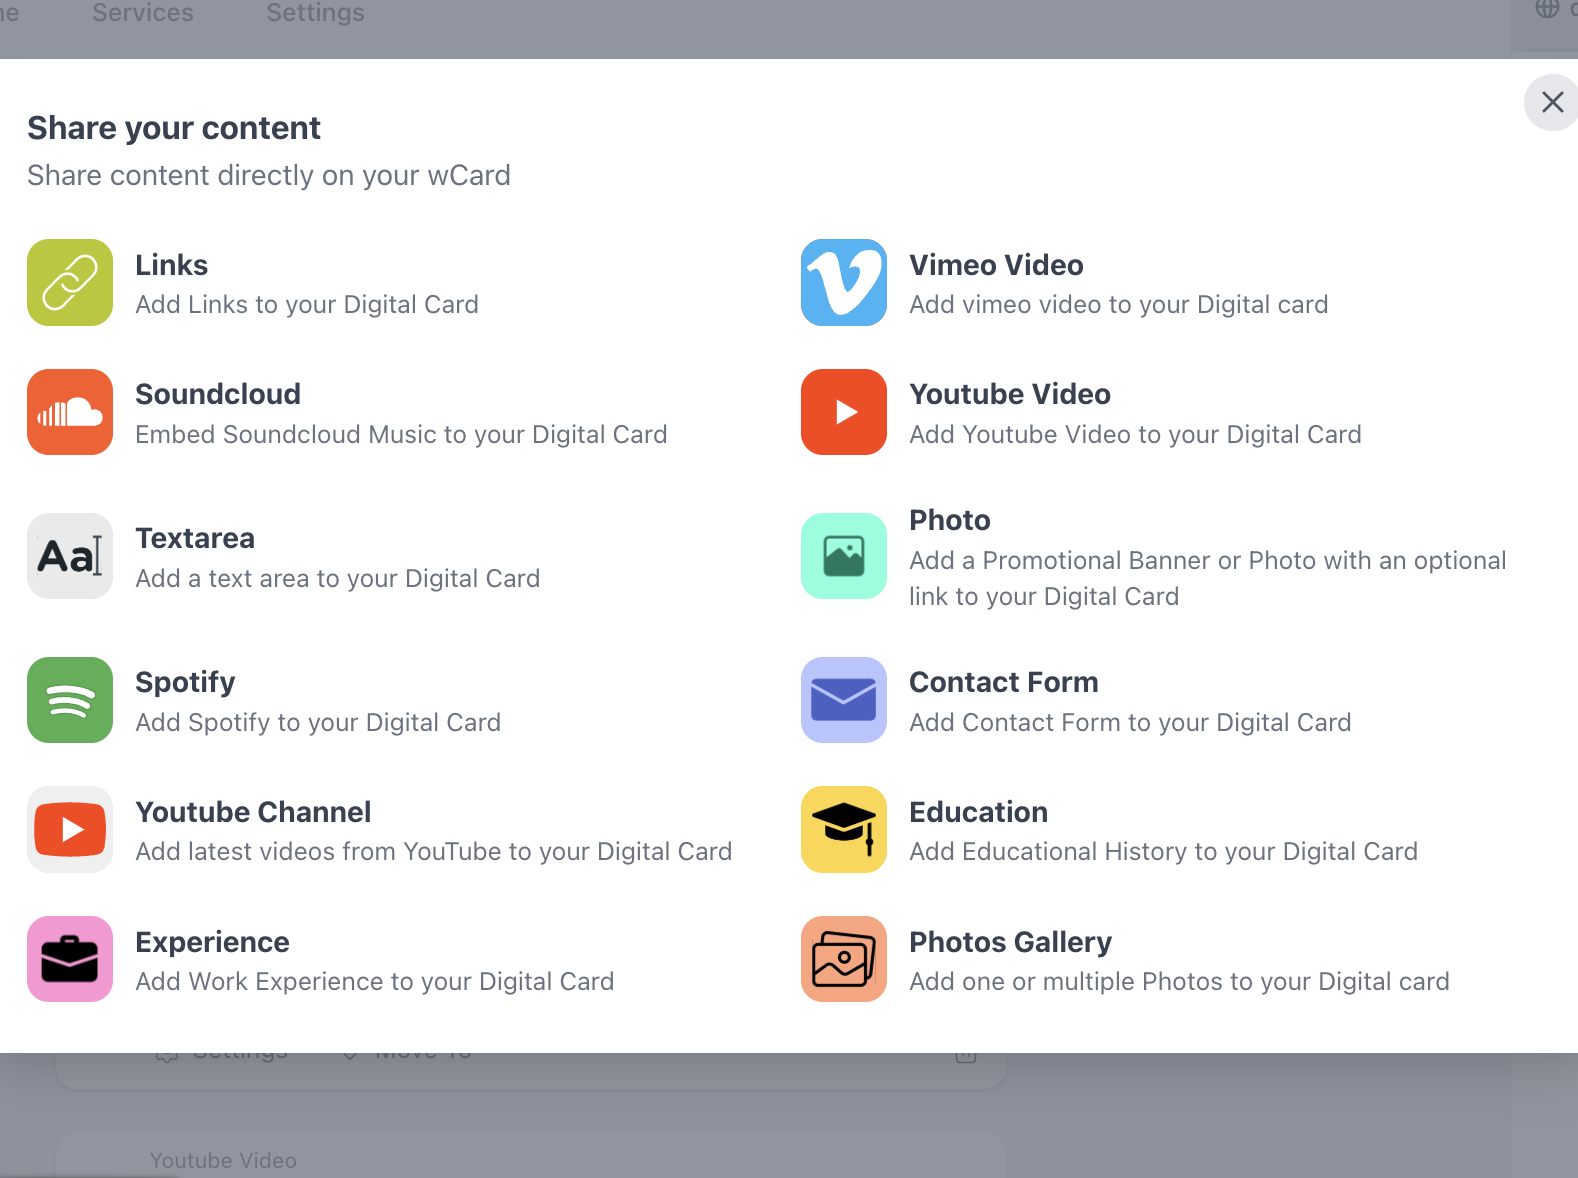 Services
Settings
Share your content
Share content directly on your wCard
Links
Add Links to your Digital Card
Vimeo Video
Add vimeo video to your Digital card
Soundcloud
Embed Soundcloud Music to your Digital Card
Youtube Video
Add Youtube Video to your Digital Card
Aa
Textarea
Add a text area to your Digital Card
Photo
Add a Promotional Banner or Photo with an optional
link to your Digital Card
Spotify
Add Spotify to your Digital Card
Contact Form
Add Contact Form to your Digital Card
Youtube Channel
Add latest videos from YouTube to your Digital Card
Education
Add Educational History to your Digital Card
Experience
Add Work Experience to your Digital Card
Photos Gallery
Add one or multiple Photos to your Digital card
Settings
Move To
Youtube Video